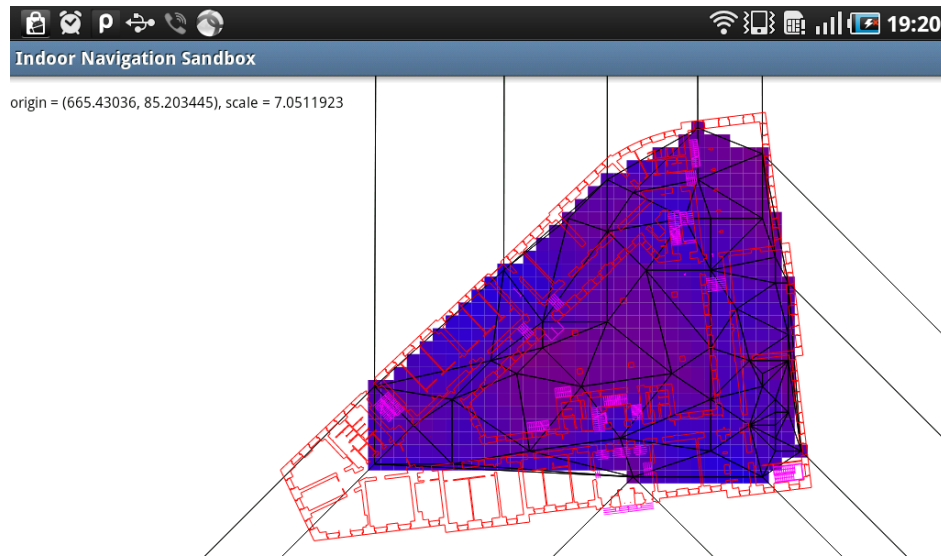 19:20
Indoor Navigation Sandbox
origin = (665.43036, 85.203445), scale = 7.0511923